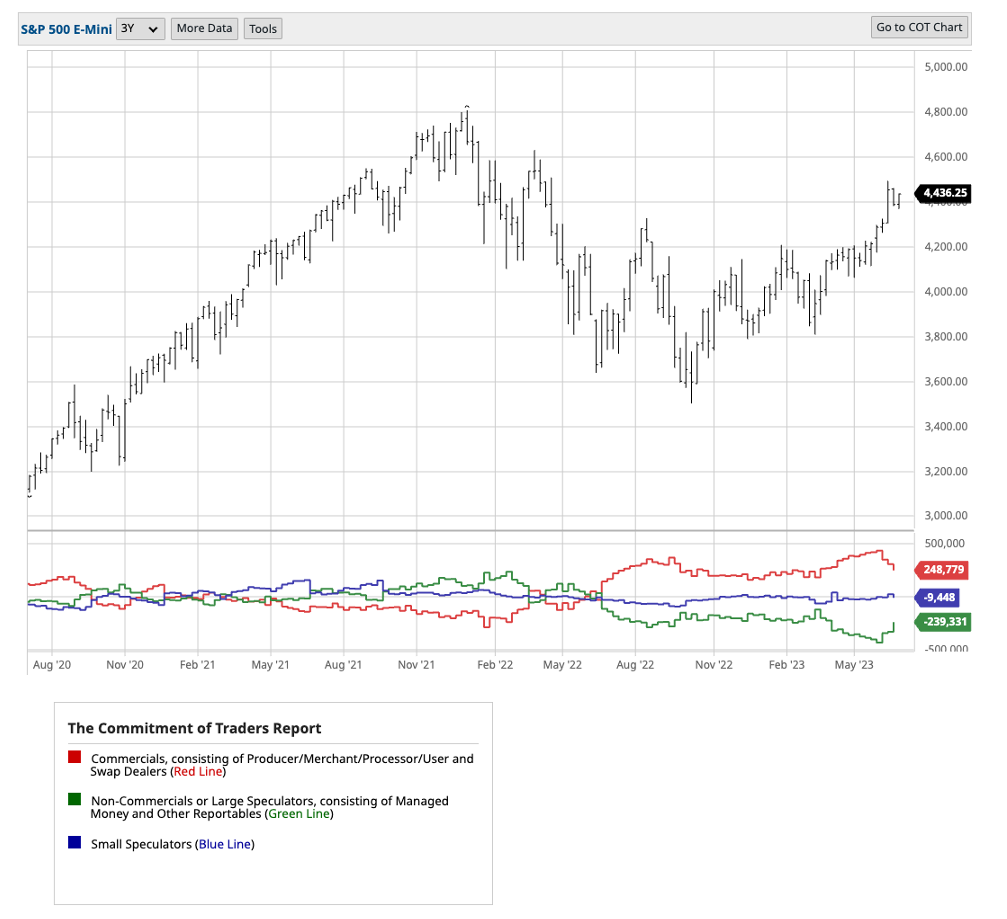 S&P 500 E-Mini 3Y More Data Tools Go to COT Chart
5,000.00
4,800.00
4,600.00
4,436.25
4,400.00
4,200.00
4,000.00
3,800.00
3,600.00
3,400.00
3,200.00
3,000.00
500,000
248,779
-9,448
-239,331
-500,000
Aug '20 Nov '20 Feb '21 May '21 Aug '21 Nov '21 Feb '22 May '22 Aug '22 Nov '22 Feb '23 May '23
The Commitment of Traders Report
Commercials, consisting of Producer/Merchant/Processor/User and
Swap Dealers (Red Line)
Non-Commercials or Large Speculators, consisting of Managed
Money and Other Reportables (Green Line)
Small Speculators (Blue Line)